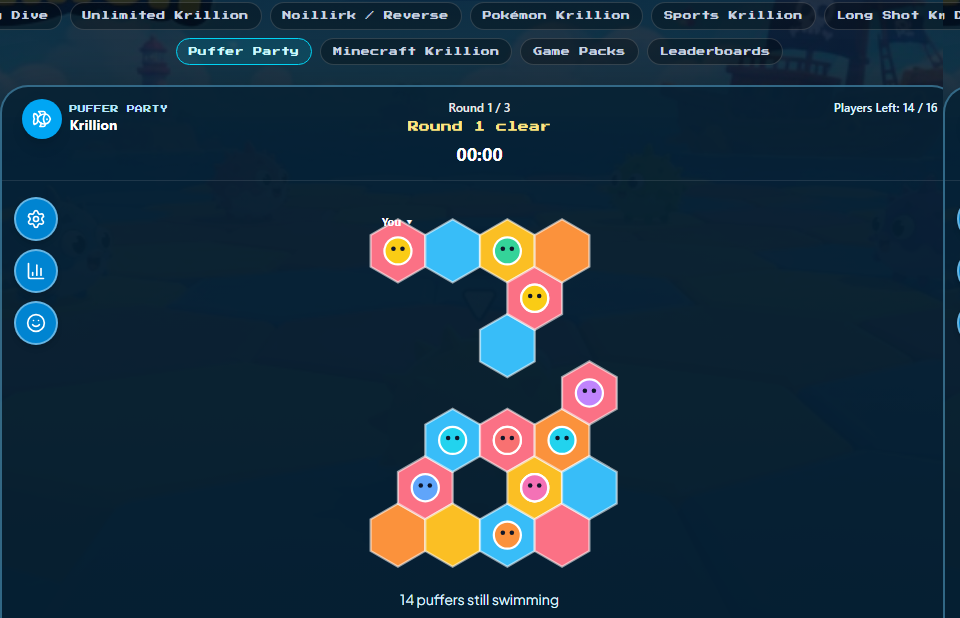 Dive
Unlimited Krillion
Noillirk / Reverse
Pokémon Krillion
Sports Krillion
Long Shot Kr
Puffer Party
Minecraft Krillion
Game Packs
Leaderboards
PUFFER PARTY
Krillion
Round 1 / 3
Round 1 clear
00:00
Players Left: 14 / 16
You ▾
14 puffers still swimming